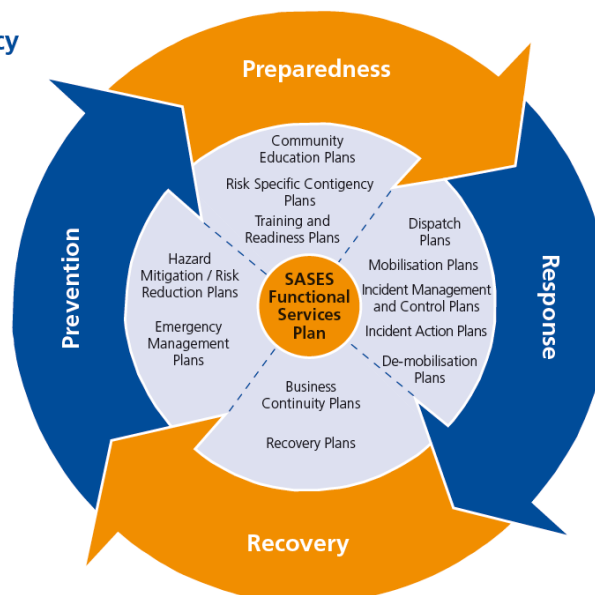 cy
Preparedness
Community
Education Plans
Risk Specific Contigency
Plans
Training and
Readiness Plans
Response
Dispatch
Plans
Mobilisation Plans
Incident Management
and Control Plans
Incident Action Plans
De-mobilisation
Plans
Recovery
Business
Continuity Plans
Recovery Plans
Prevention
Hazard
Mitigation / Risk
Reduction Plans
Emergency
Management
Plans
SASES
Functional
Services
Plan